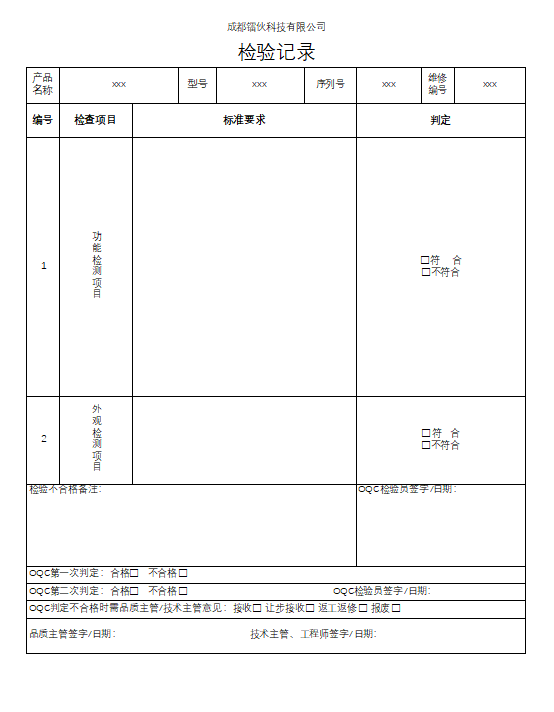 成都镭伙科技有限公司
检验记录
产品名称 xxx 型号 xxx 序列号 xxx 维修编号 xxx
编号 检查项目 标准要求 判定
1 功能检测项目 □符 合
□不符合
2 外观检测项目 □符 合
□不符合
检验不合格备注: OQC检验员签字/日期:
OQC第一次判定: 合格□ 不合格□
OQC第二次判定: 合格□ 不合格□ OQC检验员签字/日期:
OQC判定不合格时需品质主管/技术主管意见: 接收□ 让步接收□ 返工返修□ 报废□
品质主管签字/日期: 技术主管、工程师签字/日期: